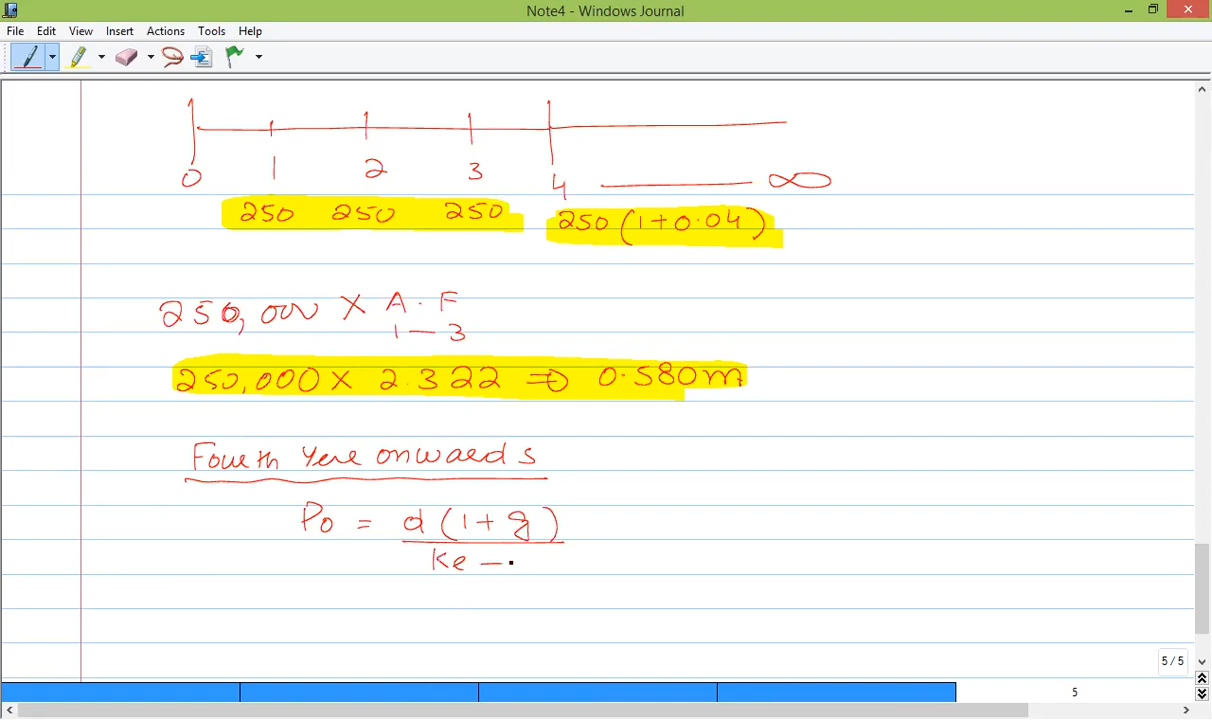 Note4 - Windows Journal
File Edit View Insert Actions Tools Help
0 1 2 3 4 ∞
250 250 250 250 (1+0.04)
250,000 X A.F
1 — 3
250,000 X 2.322 ⇒ 0.580m
Fourth Year onwards
Po = d (1+g)
Ke —
5 / 5
5